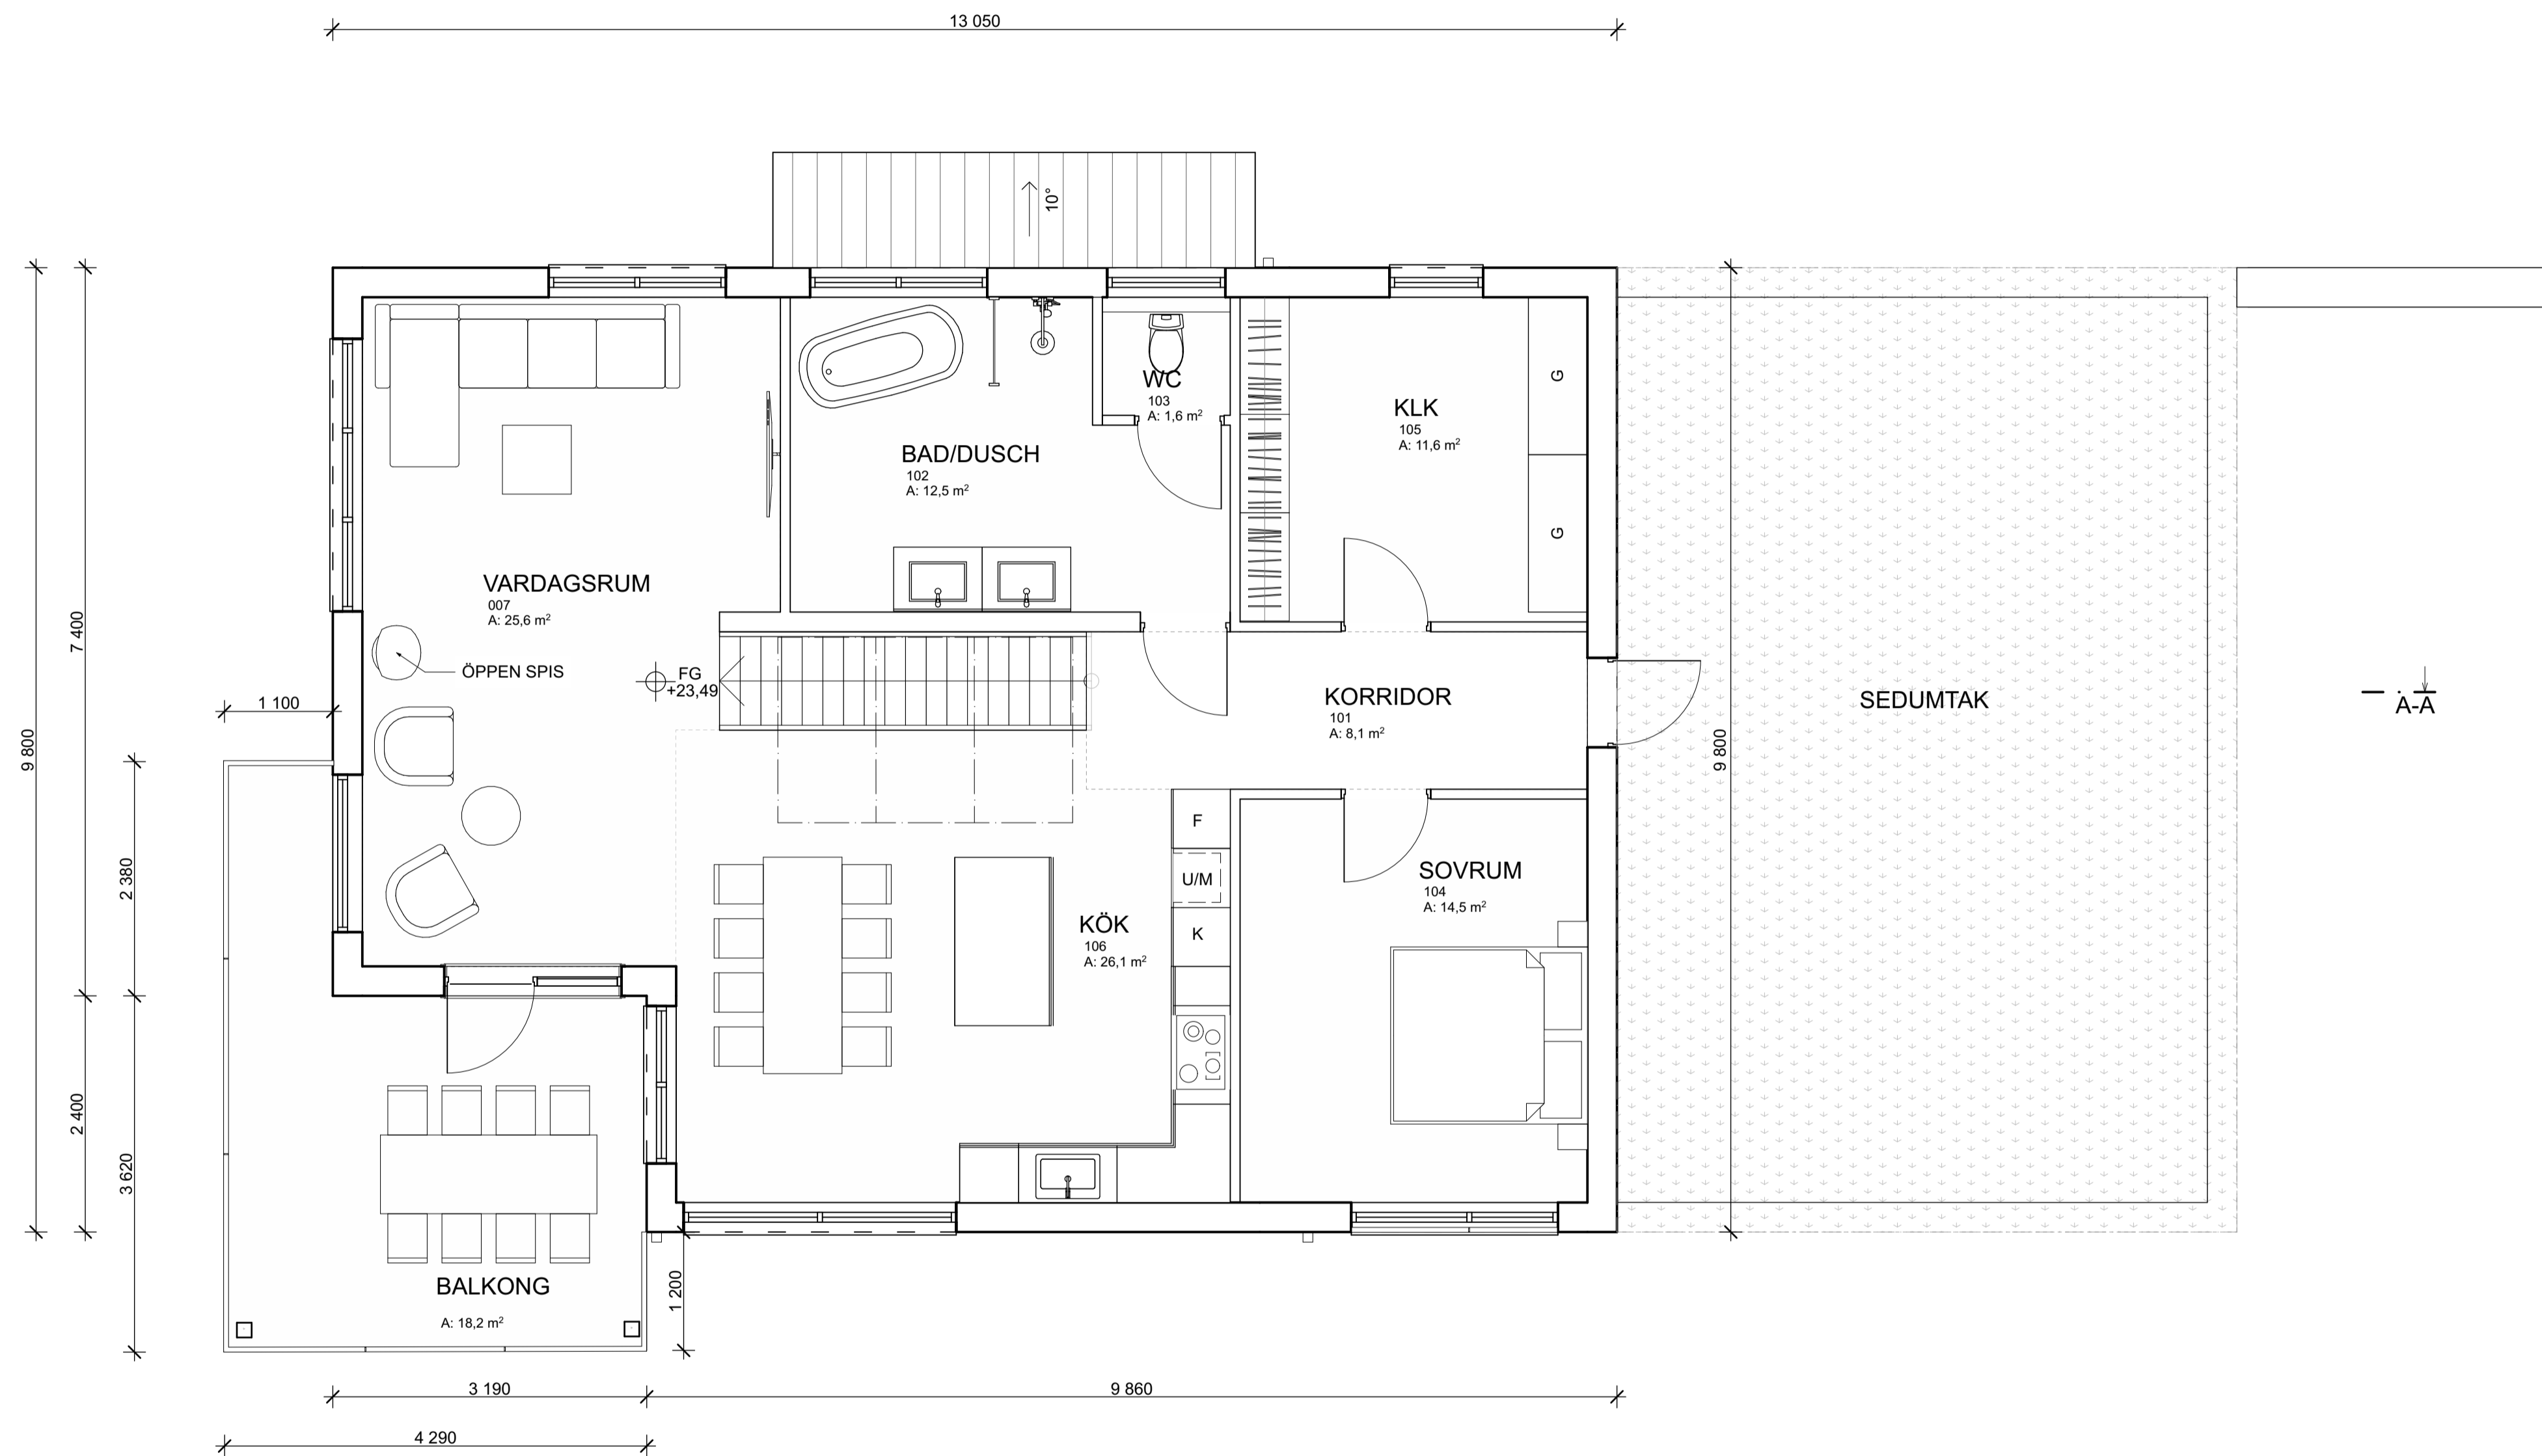 13 050
10°
WC
103
A: 1,6 m²
KLK
105
A: 11,6 m²
G
G
BAD/DUSCH
102
A: 12,5 m²
VARDAGSRUM
007
A: 25,6 m²
ÖPPEN SPIS
FG
+23,49
KORRIDOR
101
A: 8,1 m²
SEDUMTAK
A-A
1 100
7 400
9 800
9 800
2 380
F
U/M
K
KÖK
106
A: 26,1 m²
SOVRUM
104
A: 14,5 m²
2 400
3 620
BALKONG
A: 18,2 m²
1 200
3 190
9 860
4 290